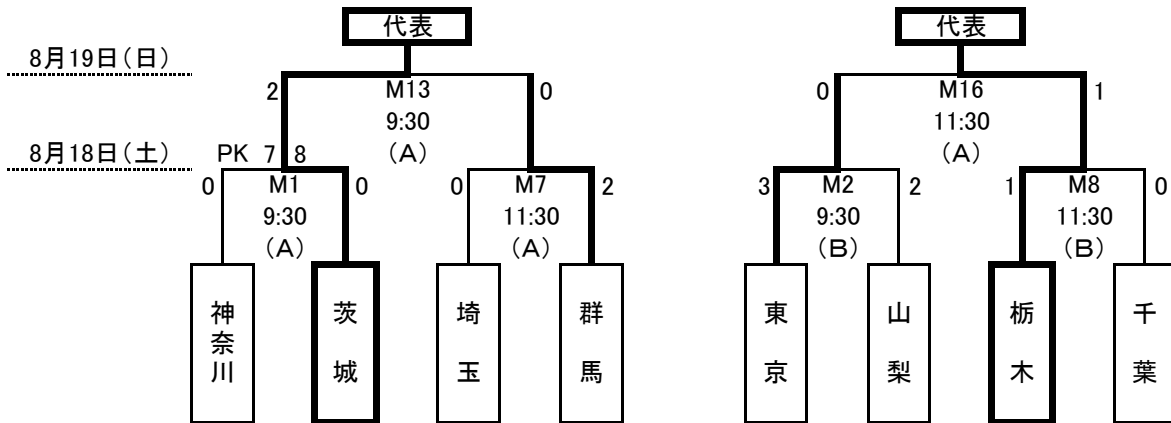 代表 代表
8月19日(日)
2 M13 0 0 M16 1
9:30 11:30
(A) (A)
8月18日(土) PK 7 8
0 M1 0 0 M7 2 3 M2 2 1 M8 0
9:30 11:30 9:30 11:30
(A) (A) (B) (B)
神奈川 茨城 埼玉 群馬 東京 山梨 栃木 千葉